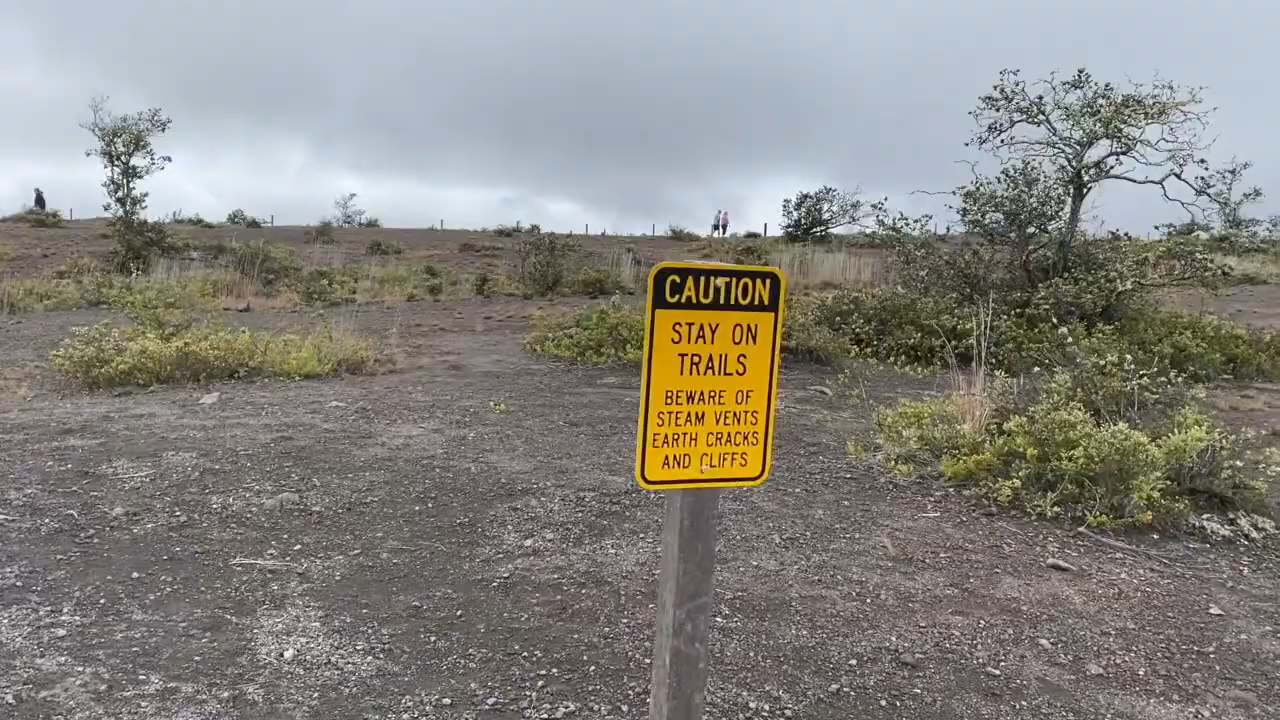 CAUTION
STAY ON
TRAILS
BEWARE OF
STEAM VENTS
EARTH CRACKS
AND CLIFFS